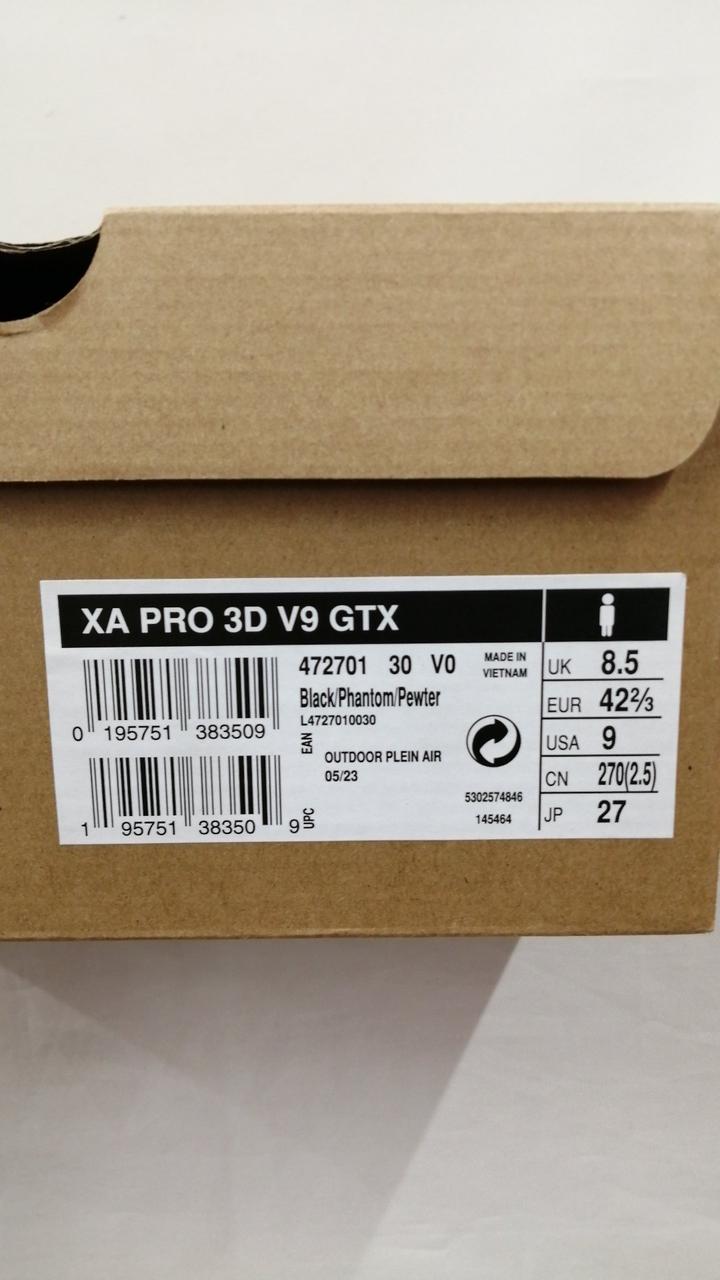 XA PRO 3D V9 GTX
0 195751 383509
1 95751 38350 9
EAN
UPC
472701 30 V0
Black/Phantom/Pewter
L4727010030
OUTDOOR PLEIN AIR
05/23
MADE IN
VIETNAM
5302574846
145464
UK 8.5
EUR 42⅔
USA 9
CN 270(2.5)
JP 27